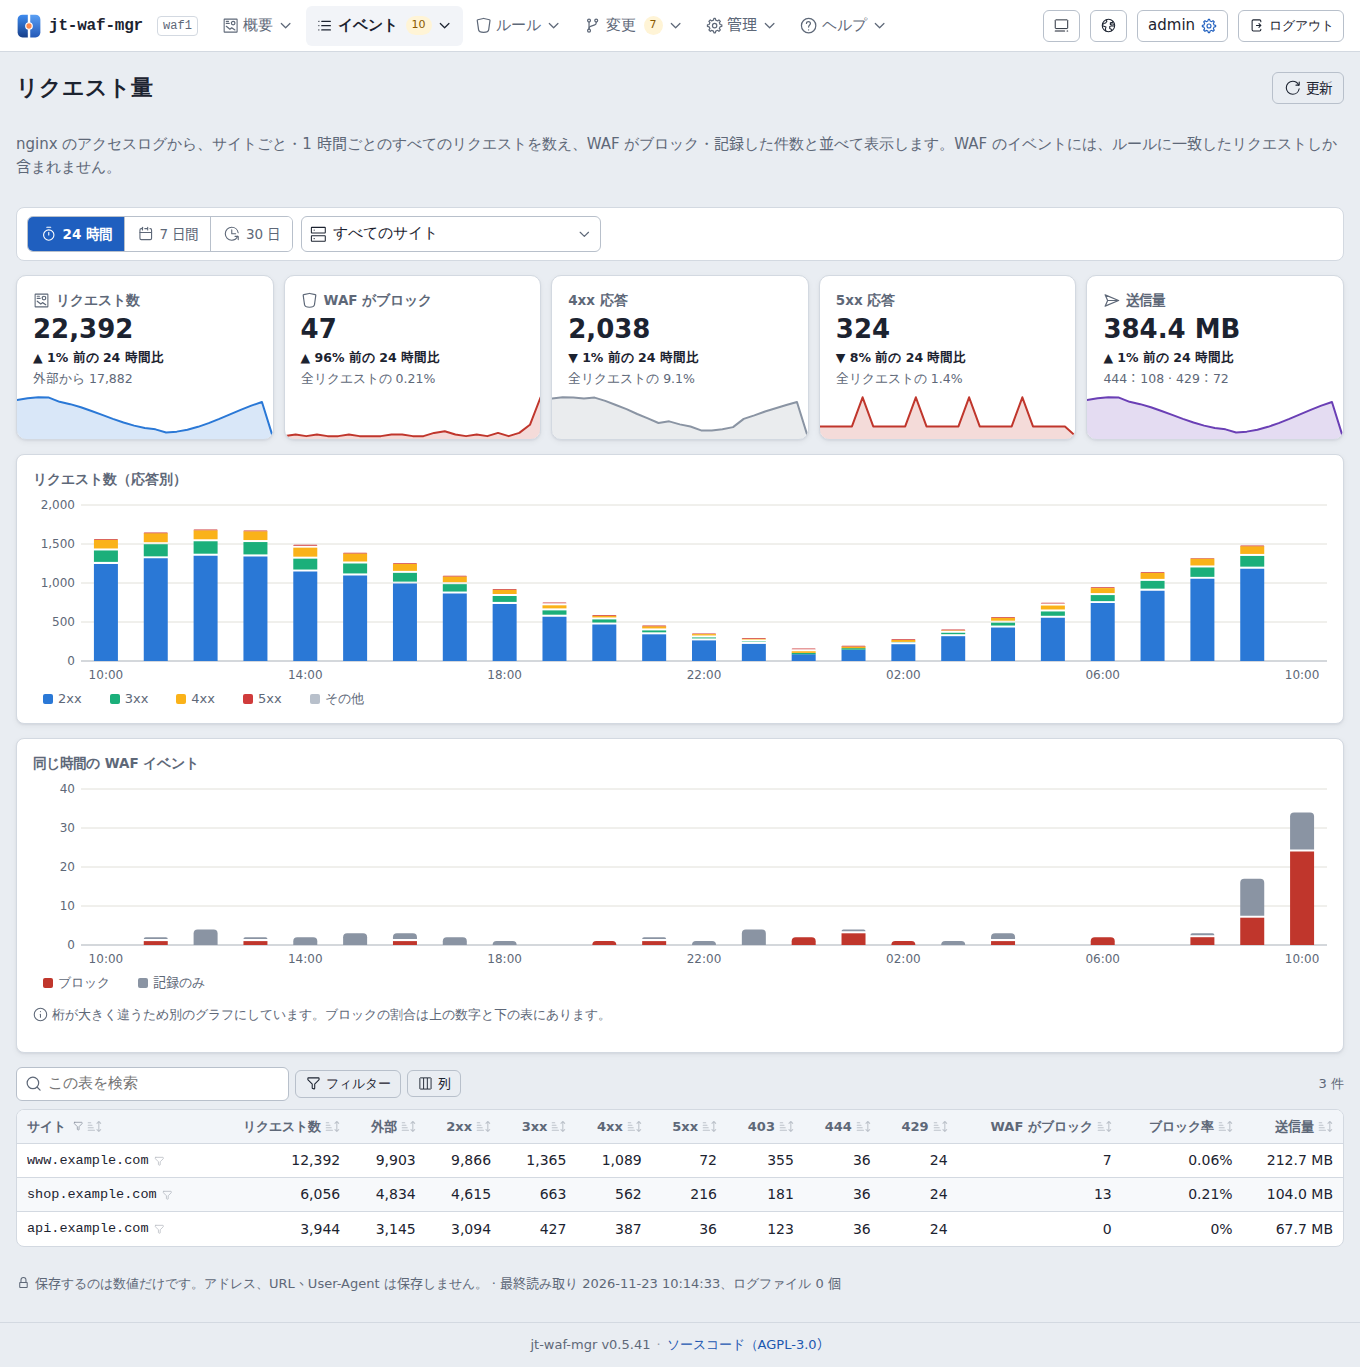 jt-waf-mgr waf1 概要 イベント 10 ルール 変更 7 管理 ヘルプ admin ログアウト
リクエスト量
更新
nginx のアクセスログから、サイトごと・1 時間ごとのすべてのリクエストを数え、WAF がブロック・記録した件数と並べて表示します。WAF のイベントには、ルールに一致したリクエストしか
含まれません。
24 時間 7 日間 30 日 すべてのサイト
リクエスト数
22,392
▲ 1% 前の 24 時間比
外部から 17,882
WAF がブロック
47
▲ 96% 前の 24 時間比
全リクエストの 0.21%
4xx 応答
2,038
▼ 1% 前の 24 時間比
全リクエストの 9.1%
5xx 応答
324
▼ 8% 前の 24 時間比
全リクエストの 1.4%
送信量
384.4 MB
▲ 1% 前の 24 時間比
444：108 · 429：72
リクエスト数（応答別）
2,000
1,500
1,000
500
0
10:00 14:00 18:00 22:00 02:00 06:00 10:00
2xx 3xx 4xx 5xx その他
同じ時間の WAF イベント
40
30
20
10
0
10:00 14:00 18:00 22:00 02:00 06:00 10:00
ブロック 記録のみ
桁が大きく違うため別のグラフにしています。ブロックの割合は上の数字と下の表にあります。
この表を検索 フィルター 列 3 件
サイト リクエスト数 外部 2xx 3xx 4xx 5xx 403 444 429 WAF がブロック ブロック率 送信量
www.example.com 12,392 9,903 9,866 1,365 1,089 72 355 36 24 7 0.06% 212.7 MB
shop.example.com 6,056 4,834 4,615 663 562 216 181 36 24 13 0.21% 104.0 MB
api.example.com 3,944 3,145 3,094 427 387 36 123 36 24 0 0% 67.7 MB
保存するのは数値だけです。アドレス、URL、User-Agent は保存しません。 · 最終読み取り 2026-11-23 10:14:33、ログファイル 0 個
jt-waf-mgr v0.5.41 · ソースコード（AGPL-3.0）